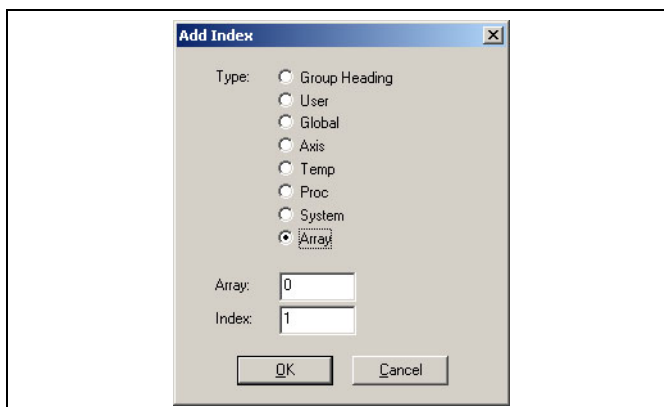 Add Index
Type: Group Heading
User
Global
Axis
Temp
Proc
System
Array
Array: 0
Index: 1
OK Cancel